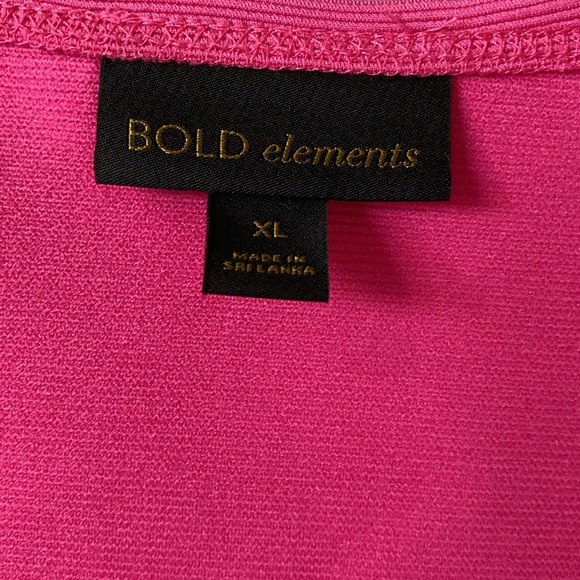 BOLD elements
XL
MADE IN
SRI LANKA